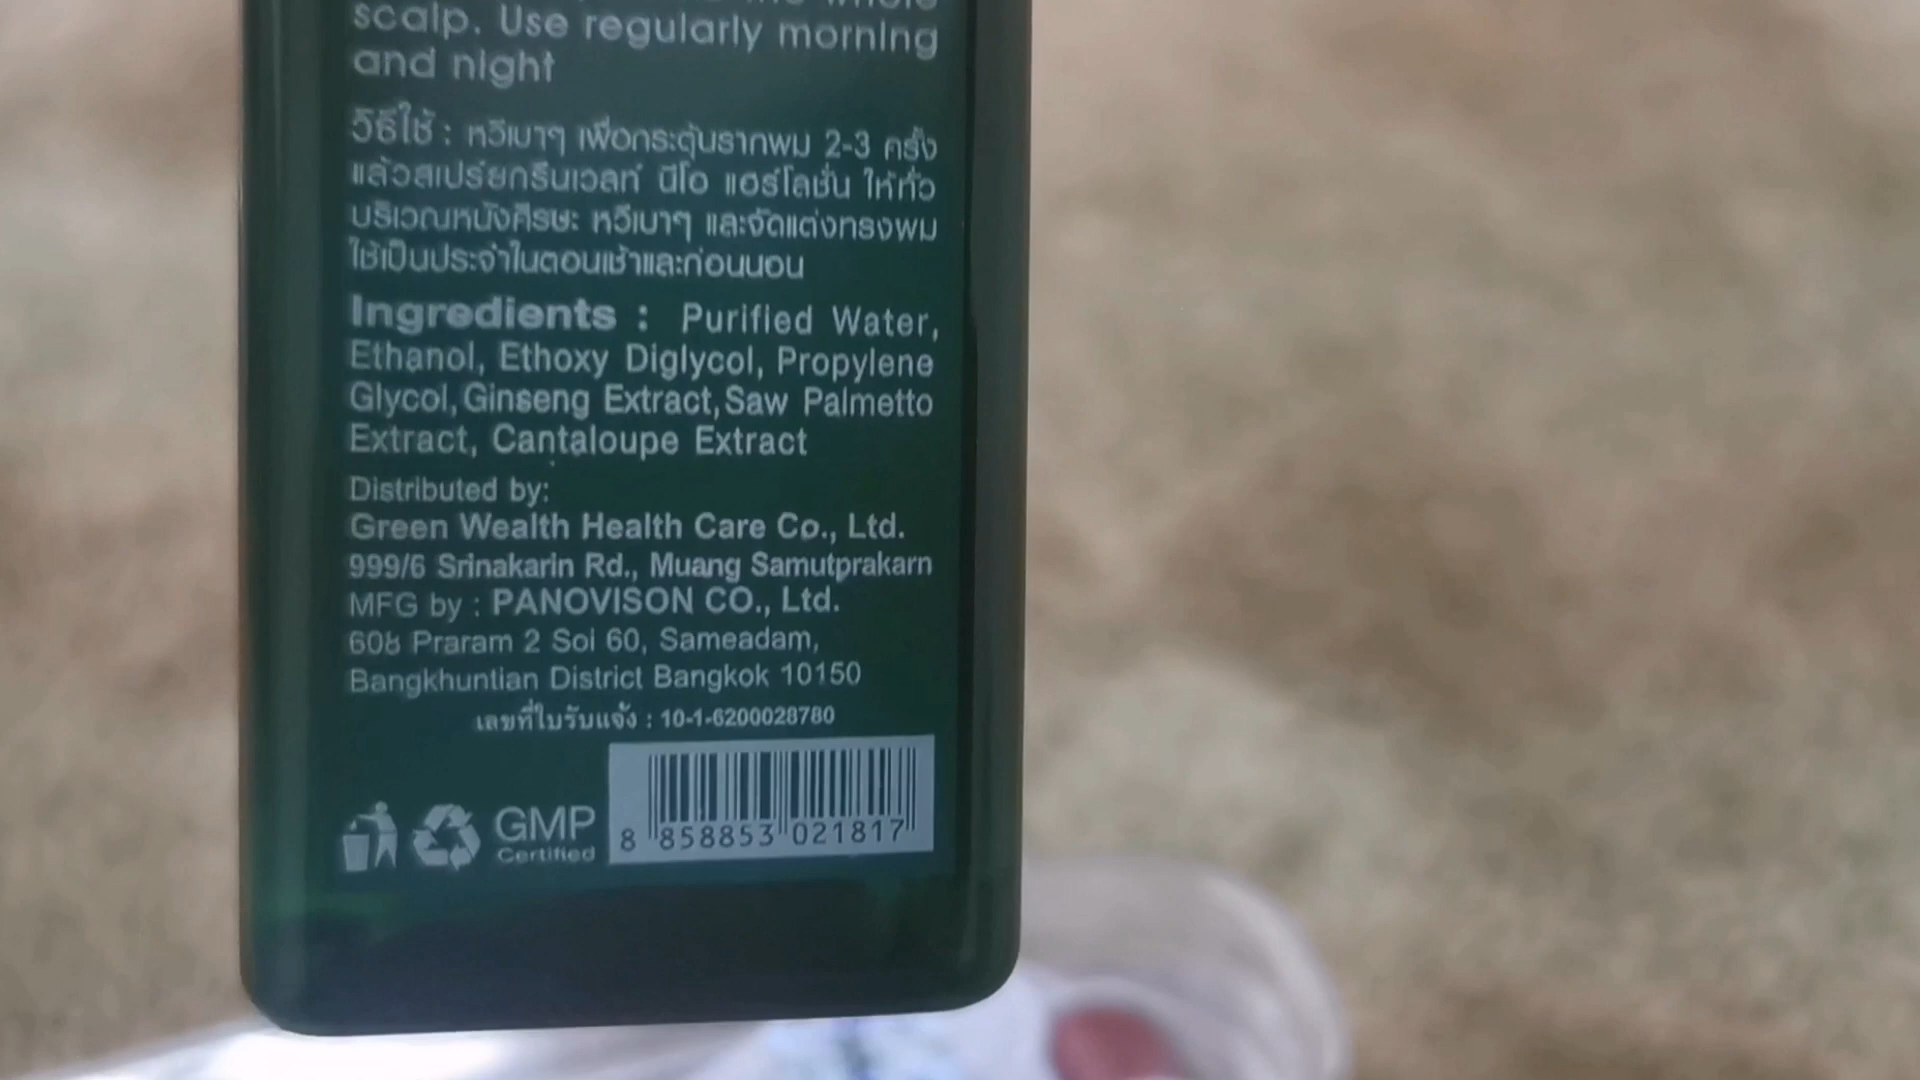 scalp. Use regularly morning
and night
วิธีใช้ : หวีเบาๆ เพื่อกระตุ้นรากผม 2-3 ครั้ง
แล้วสเปร์ยกรีนเวลท์ นีโอ แฮร์โลชั่น ให้ทั่ว
บริเวณหนังศีรษะ หวีเบาๆ และจัดแต่งทรงผม
ใช้เป็นประจำในตอนเช้าและก่อนนอน
Ingredients : Purified Water,
Ethanol, Ethoxy Diglycol, Propylene
Glycol, Ginseng Extract, Saw Palmetto
Extract, Cantaloupe Extract
Distributed by:
Green Wealth Health Care Co., Ltd.
999/6 Srinakarin Rd., Muang Samutprakarn
MFG by : PANOVISON CO., Ltd.
608 Praram 2 Soi 60, Sameadam,
Bangkhuntian District Bangkok 10150
เลขที่ใบรับแจ้ง : 10-1-6200028780
GMP
Certified
8 858853 021817